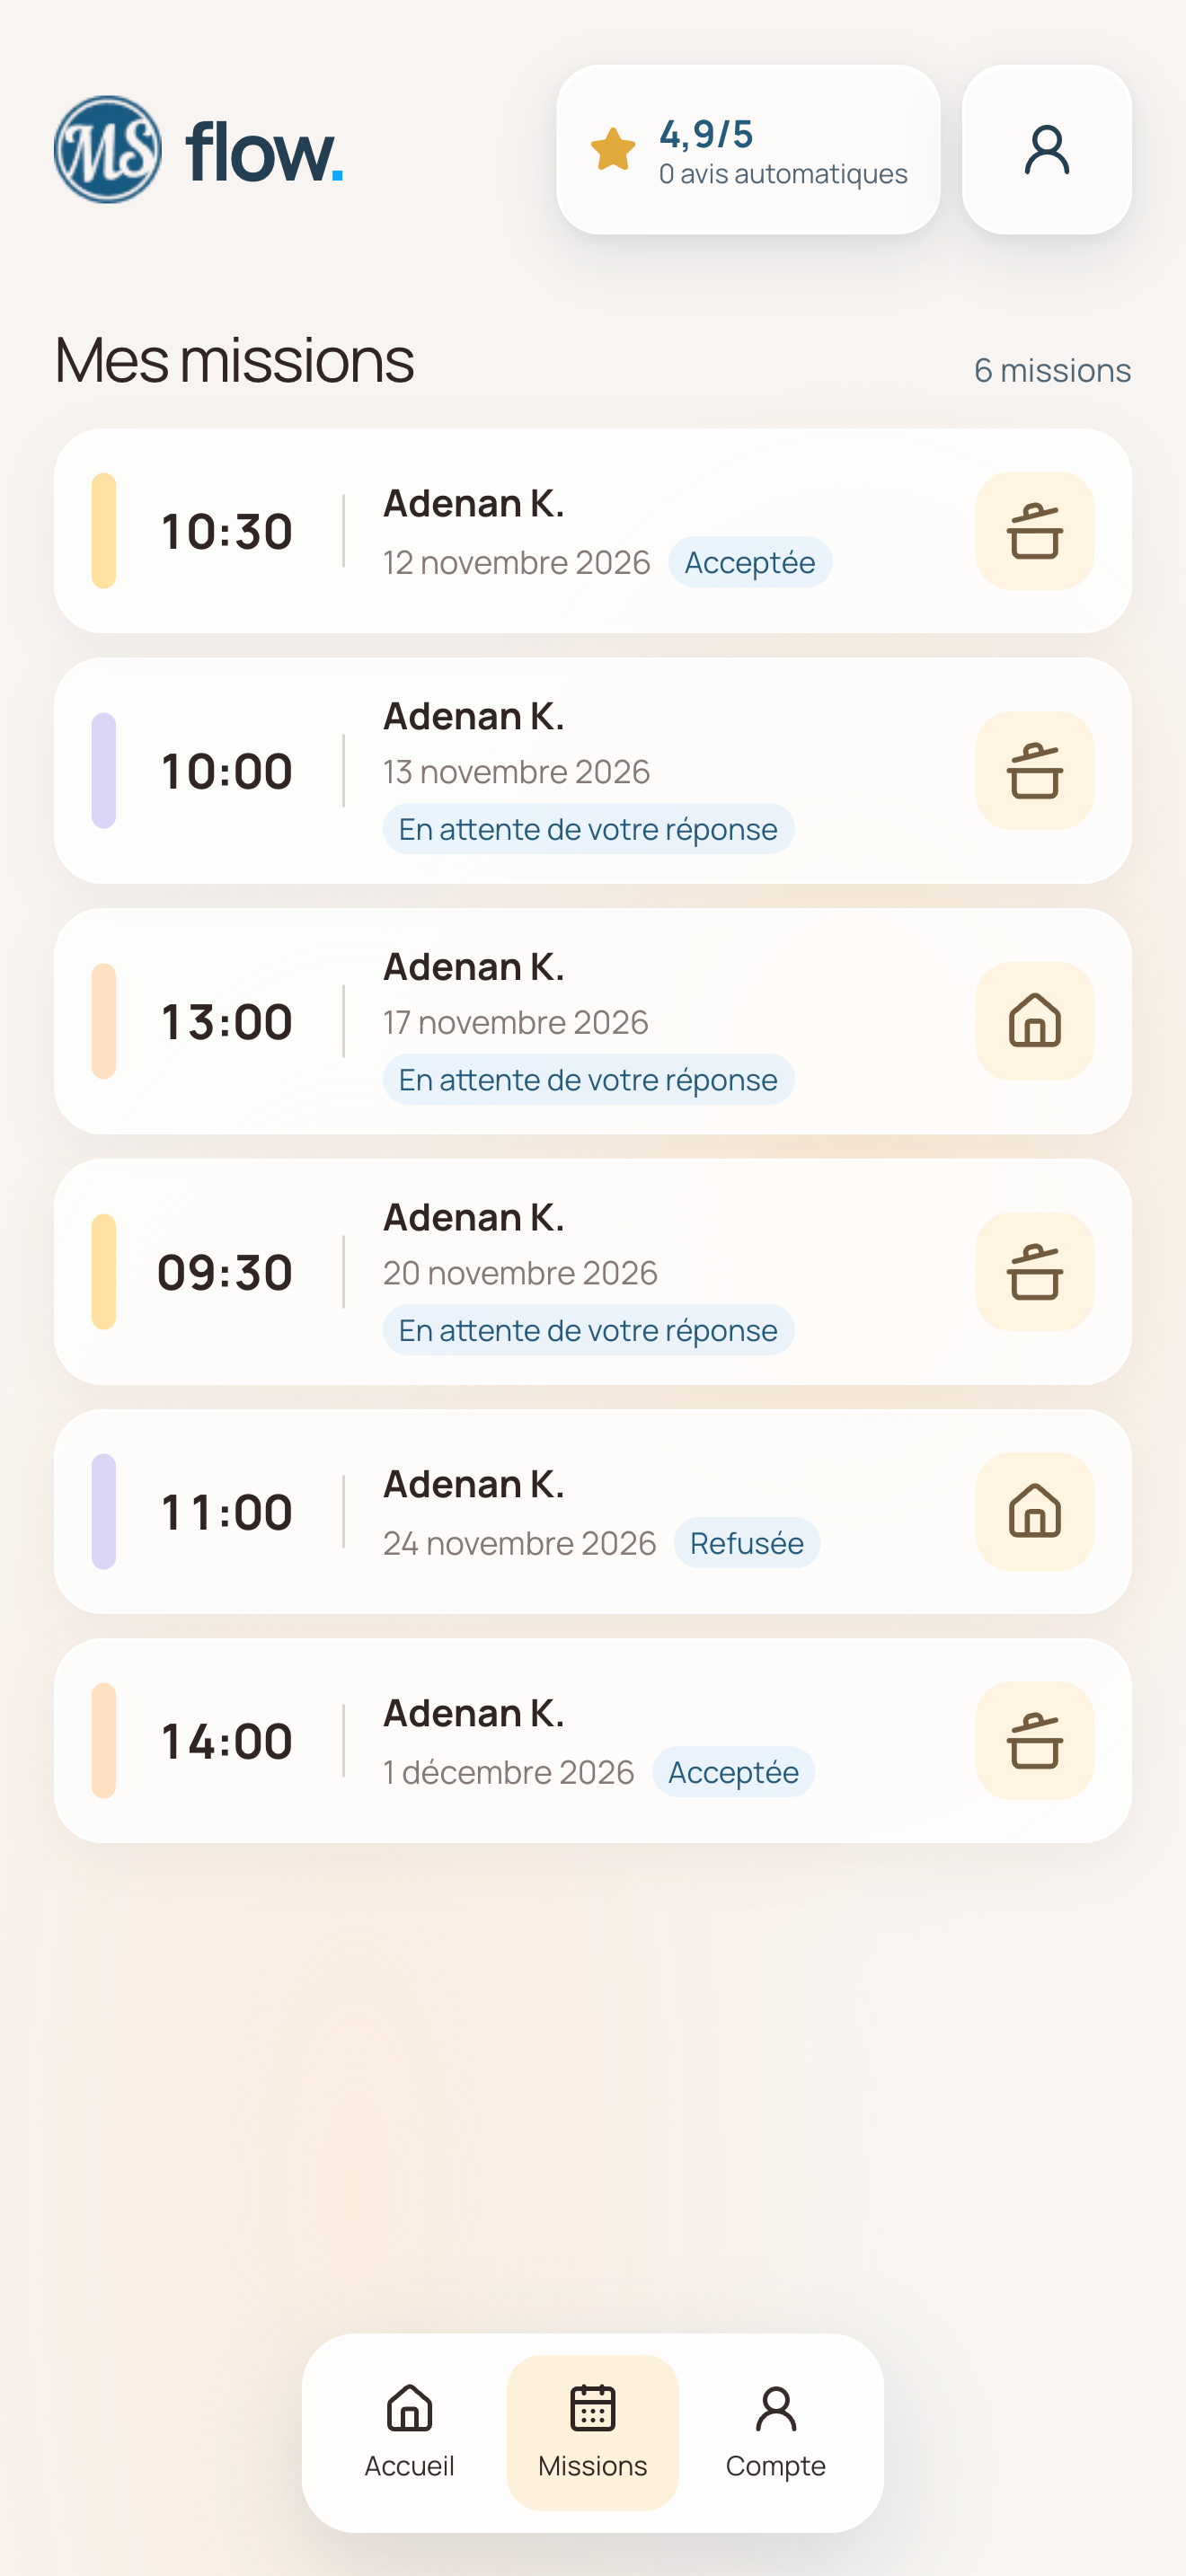 MS flow.
4,9/5
0 avis automatiques
Mes missions
6 missions
10:30
Adenan K.
12 novembre 2026 Acceptée
10:00
Adenan K.
13 novembre 2026
En attente de votre réponse
13:00
Adenan K.
17 novembre 2026
En attente de votre réponse
09:30
Adenan K.
20 novembre 2026
En attente de votre réponse
11:00
Adenan K.
24 novembre 2026 Refusée
14:00
Adenan K.
1 décembre 2026 Acceptée
Accueil
Missions
Compte